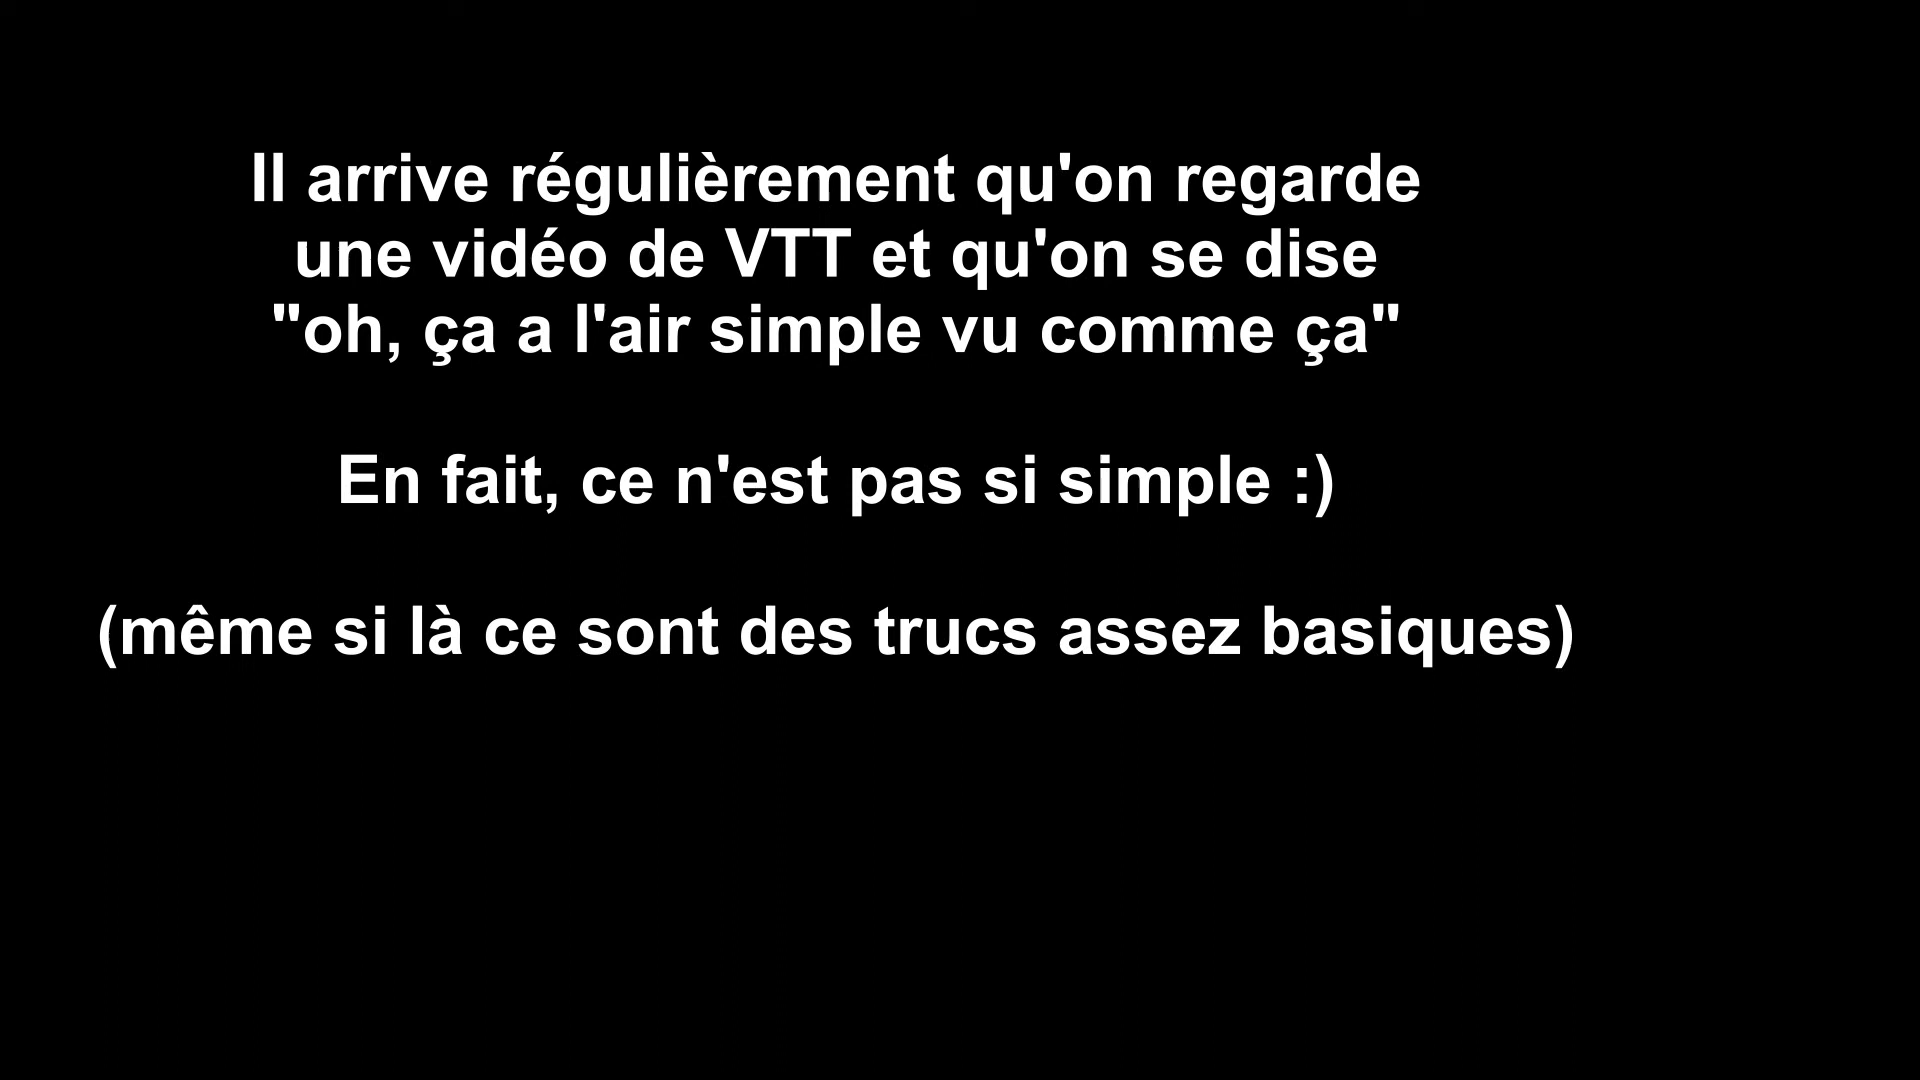 Il arrive régulièrement qu'on regarde
une vidéo de VTT et qu'on se dise
"oh, ça a l'air simple vu comme ça"
En fait, ce n'est pas si simple :)
(même si là ce sont des trucs assez basiques)